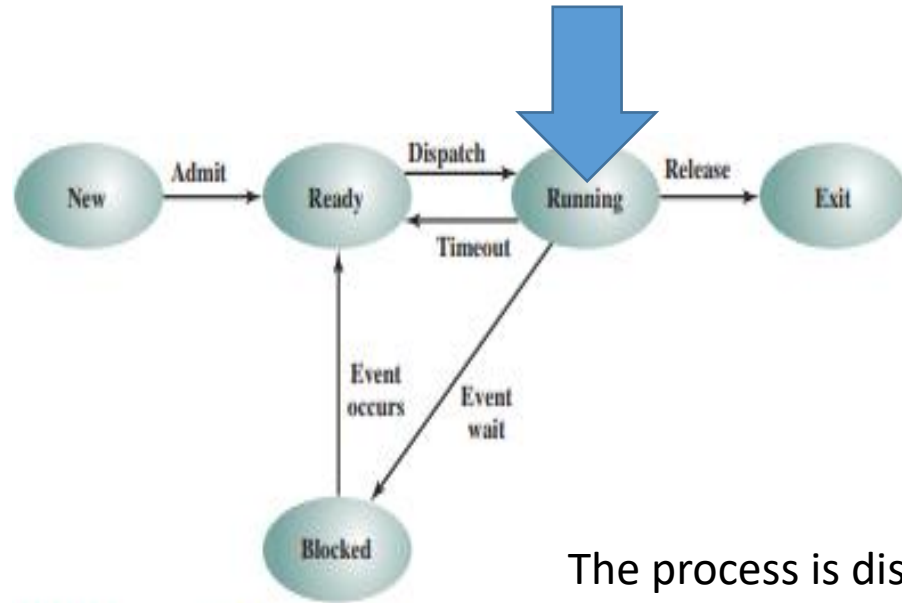 New
Admit
Ready
Dispatch
Timeout
Running
Release
Exit
Event
occurs
Event
wait
Blocked
The process is dis